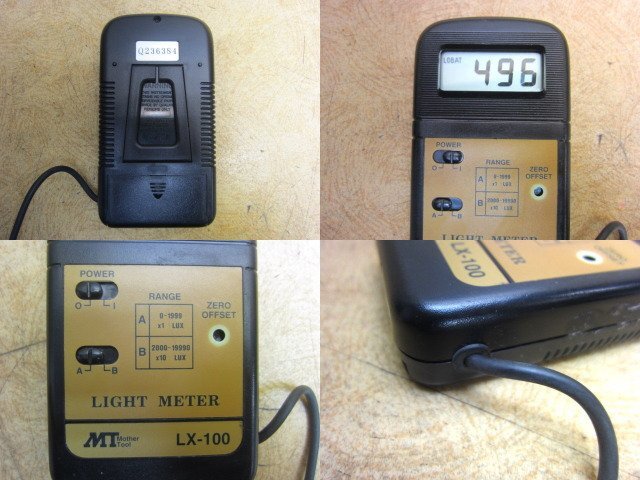 Q236384
WARNING
LOBAT
496
POWER
O I
RANGE
A 0-1999
x1 LUX
B 2000-19990
x10 LUX
ZERO
OFFSET
A B
LIGHT METER
POWER
O I
RANGE
A 0-1999
x1 LUX
B 2000-19990
x10 LUX
ZERO
OFFSET
A B
LIGHT METER
MT Mother
Tool
LX-100
METER
LX-100